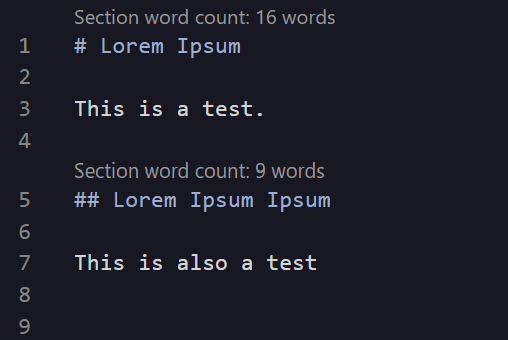 Section word count: 16 words
1 # Lorem Ipsum
2
3 This is a test.
4
Section word count: 9 words
5 ## Lorem Ipsum Ipsum
6
7 This is also a test
8
9